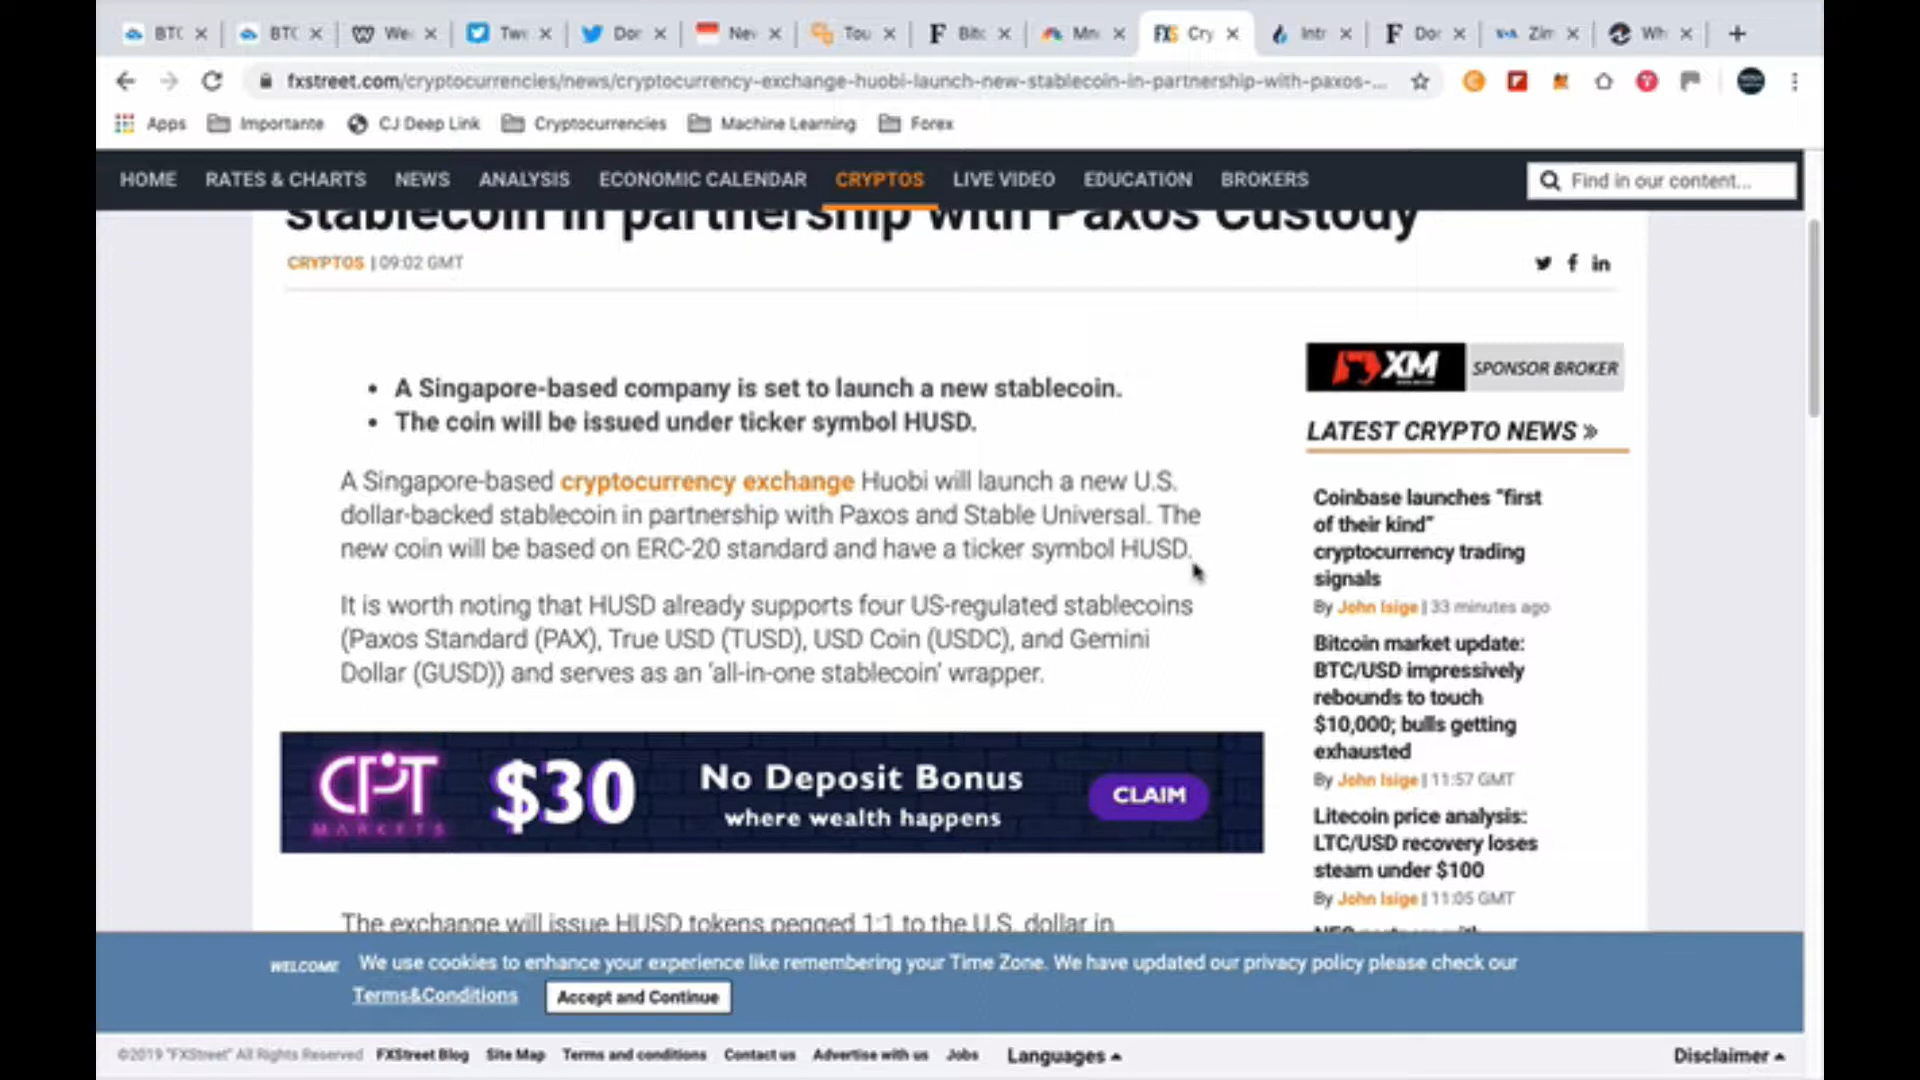 BTC
BTC
We
Twe
Don
Nev
Tou
F Bitc
Mne
FXS Cry
Intr
F Dor
VOA Zim
Wh
fxstreet.com/cryptocurrencies/news/cryptocurrency-exchange-huobi-launch-new-stablecoin-in-partnership-with-paxos-...
Apps Importante CJ Deep Link Cryptocurrencies Machine Learning Forex
HOME RATES & CHARTS NEWS ANALYSIS ECONOMIC CALENDAR CRYPTOS LIVE VIDEO EDUCATION BROKERS Find in our content...
stablecoin in partnership with Paxos Custody
CRYPTOS | 09:02 GMT
• A Singapore-based company is set to launch a new stablecoin.
• The coin will be issued under ticker symbol HUSD.
A Singapore-based cryptocurrency exchange Huobi will launch a new U.S.
dollar-backed stablecoin in partnership with Paxos and Stable Universal. The
new coin will be based on ERC-20 standard and have a ticker symbol HUSD.
It is worth noting that HUSD already supports four US-regulated stablecoins
(Paxos Standard (PAX), True USD (TUSD), USD Coin (USDC), and Gemini
Dollar (GUSD)) and serves as an ‘all-in-one stablecoin’ wrapper.
CPT
MARKETS
$30
No Deposit Bonus
where wealth happens
CLAIM
The exchange will issue HUSD tokens pegged 1:1 to the U.S. dollar in
XM SPONSOR BROKER
LATEST CRYPTO NEWS »
Coinbase launches “first
of their kind”
cryptocurrency trading
signals
By John Isige | 33 minutes ago
Bitcoin market update:
BTC/USD impressively
rebounds to touch
$10,000; bulls getting
exhausted
By John Isige | 11:57 GMT
Litecoin price analysis:
LTC/USD recovery loses
steam under $100
By John Isige | 11:05 GMT
WELCOME We use cookies to enhance your experience like remembering your Time Zone. We have updated our privacy policy please check our
Terms&Conditions Accept and Continue
©2019 "FXStreet" All Rights Reserved FXStreet Blog Site Map Terms and conditions Contact us Advertise with us Jobs Languages Disclaimer